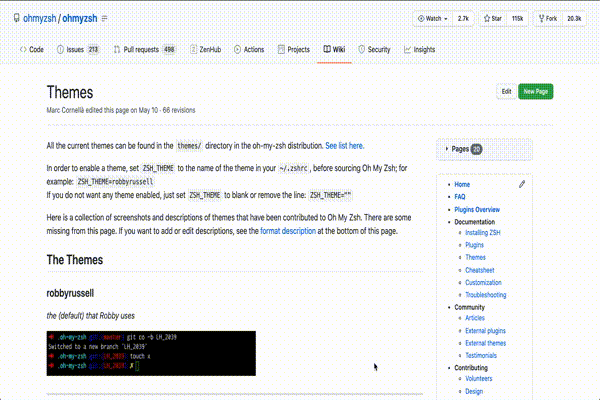 ohmyzsh / ohmyzsh
Watch 2.7k Star 115k Fork 20.3k
Code Issues 213 Pull requests 498 ZenHub Actions Projects Wiki Security Insights
Themes
Edit New Page
Marc Cornellà edited this page on May 10 · 66 revisions
All the current themes can be found in the themes/ directory in the oh-my-zsh distribution. See list here.
In order to enable a theme, set ZSH_THEME to the name of the theme in your ~/.zshrc, before sourcing Oh My Zsh; for
example: ZSH_THEME=robbyrussell
If you do not want any theme enabled, just set ZSH_THEME to blank or remove the line: ZSH_THEME=""
Here is a collection of screenshots and descriptions of themes that have been contributed to Oh My Zsh. There are some
missing from this page. If you want to add or edit descriptions, see the format description at the bottom of this page.
The Themes
robbyrussell
the (default) that Robby uses
➜ .oh-my-zsh git:(master) git co -b LH_2039
Switched to a new branch 'LH_2039'
➜ .oh-my-zsh git:(LH_2039) touch x
➜ .oh-my-zsh git:(LH_2039) ✗
Pages 20
Home
FAQ
Plugins Overview
Documentation
Installing ZSH
Plugins
Themes
Cheatsheet
Customization
Troubleshooting
Community
Articles
External plugins
External themes
Testimonials
Contributing
Volunteers
Design